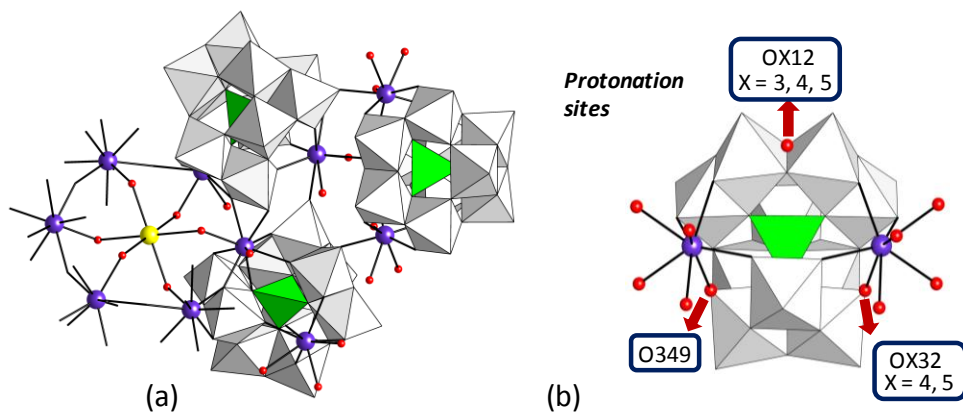 Protonation
sites
OX12
X = 3, 4, 5
O349
OX32
X = 4, 5
(a)
(b)